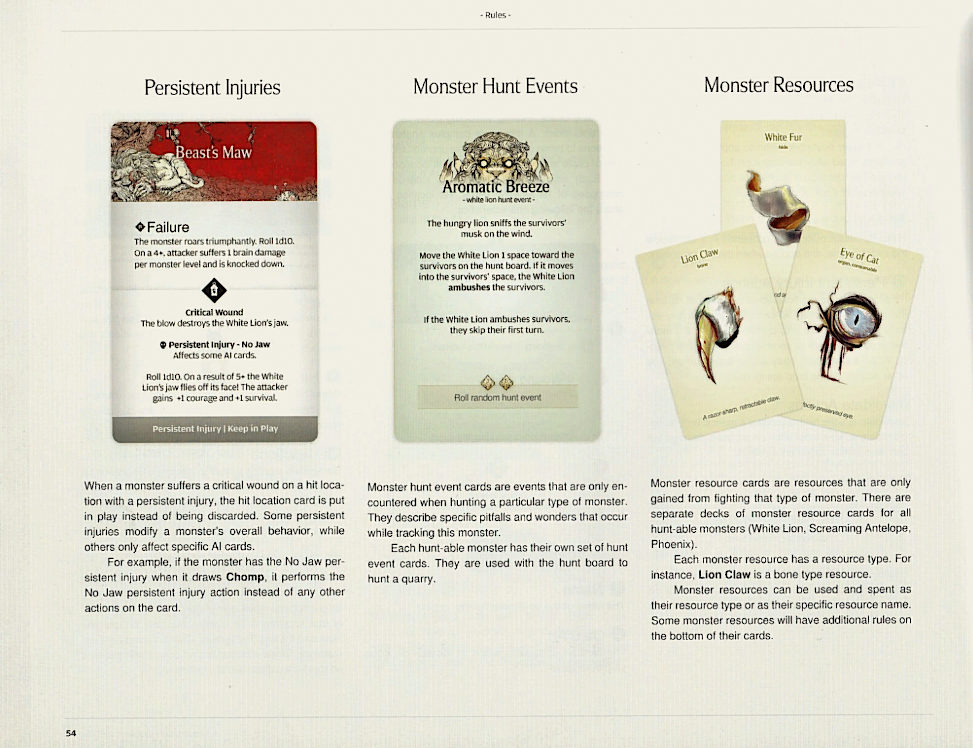 - Rules -
Persistent Injuries
Beast's Maw
Failure
The monster roars triumphantly. Roll 1d10.
On a 4+, attacker suffers 1 brain damage
per monster level and is knocked down.
Critical Wound
The blow destroys the White Lion's jaw.
Persistent Injury - No Jaw
Affects some AI cards.
Roll 1d10. On a result of 5+ the White
Lion's jaw flies off its face! The attacker
gains +1 courage and +1 survival.
Persistent Injury | Keep in Play
When a monster suffers a critical wound on a hit loca-
tion with a persistent injury, the hit location card is put
in play instead of being discarded. Some persistent
injuries modify a monster's overall behavior, while
others only affect specific AI cards.
For example, if the monster has the No Jaw per-
sistent injury when it draws Chomp, it performs the
No Jaw persistent injury action instead of any other
actions on the card.
Monster Hunt Events
Aromatic Breeze
- white lion hunt event -
The hungry lion sniffs the survivors'
musk on the wind.
Move the White Lion 1 space toward the
survivors on the hunt board. If it moves
into the survivors' space, the White Lion
ambushes the survivors.
If the White Lion ambushes survivors,
they skip their first turn.
Roll random hunt event
Monster hunt event cards are events that are only en-
countered when hunting a particular type of monster.
They describe specific pitfalls and wonders that occur
while tracking this monster.
Each hunt-able monster has their own set of hunt
event cards. They are used with the hunt board to
hunt a quarry.
Monster Resources
White Fur
hide
Lion Claw
bone
A razor-sharp, retractable claw.
Eye of Cat
organ, consumable
eye.
Monster resource cards are resources that are only
gained from fighting that type of monster. There are
separate decks of monster resource cards for all
hunt-able monsters (White Lion, Screaming Antelope,
Phoenix).
Each monster resource has a resource type. For
instance, Lion Claw is a bone type resource.
Monster resources can be used and spent as
their resource type or as their specific resource name.
Some monster resources will have additional rules on
the bottom of their cards.
54